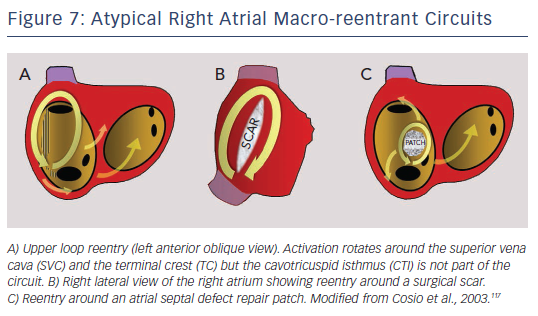 Figure 7: Atypical Right Atrial Macro-reentrant Circuits
A
B
C
SCAR
PATCH
A) Upper loop reentry (left anterior oblique view). Activation rotates around the superior vena
cava (SVC) and the terminal crest (TC) but the cavotricuspid isthmus (CTI) is not part of the
circuit. B) Right lateral view of the right atrium showing reentry around a surgical scar.
C) Reentry around an atrial septal defect repair patch. Modified from Cosio et al., 2003.¹¹⁷